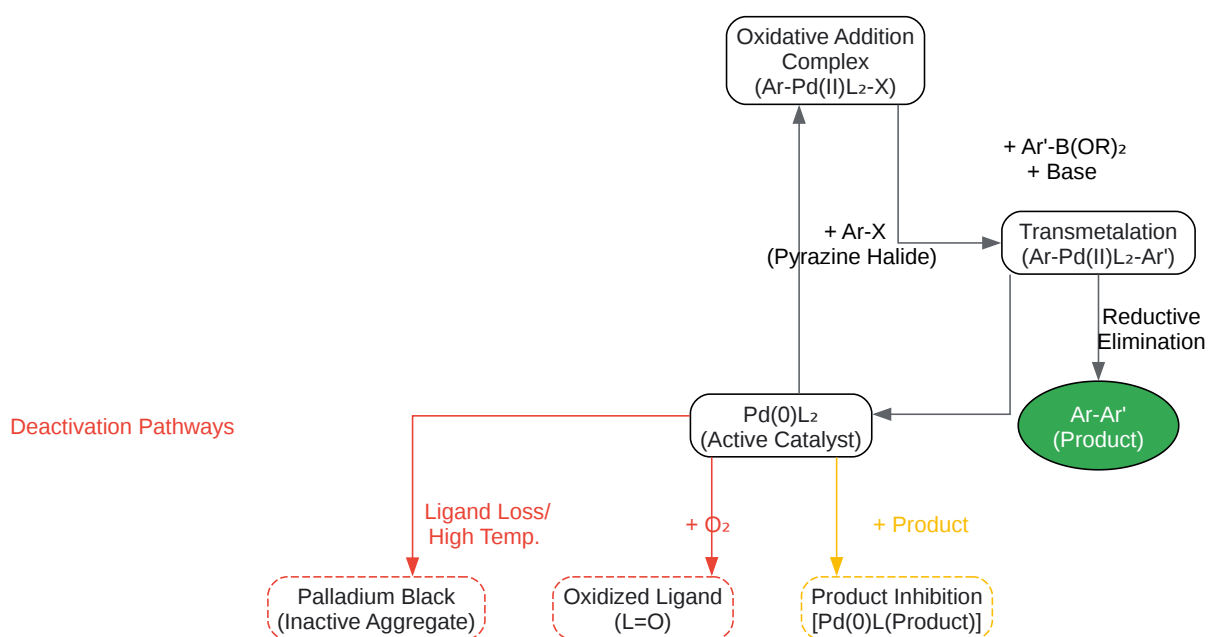 Oxidative Addition
Complex
(Ar-Pd(II)L₂-X)
+ Ar'-B(OR)₂
+ Base
+ Ar-X
(Pyrazine Halide)
Transmetalation
(Ar-Pd(II)L₂-Ar')
Reductive
Elimination
Deactivation Pathways
Pd(0)L₂
(Active Catalyst)
Ar-Ar'
(Product)
Ligand Loss/
High Temp.
+ O₂
+ Product
Palladium Black
(Inactive Aggregate)
Oxidized Ligand
(L=O)
Product Inhibition
[Pd(0)L(Product)]